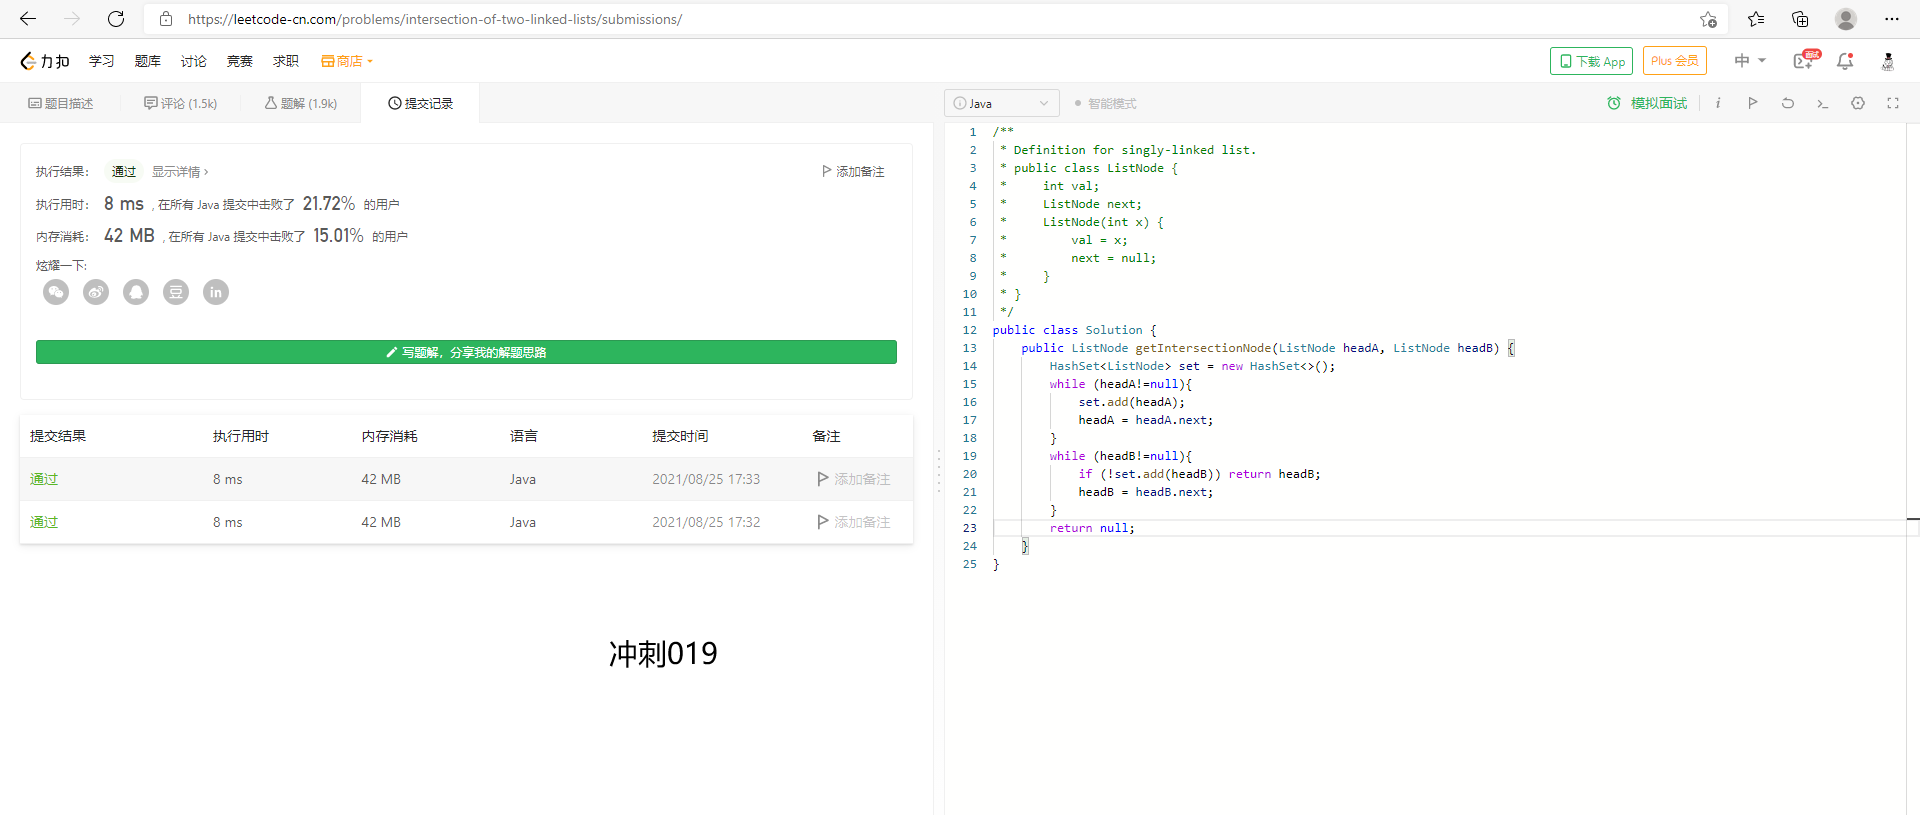 https://leetcode-cn.com/problems/intersection-of-two-linked-lists/submissions/
力扣 学习 题库 讨论 竞赛 求职 商店 下载 App Plus 会员 中 面试
题目描述 评论 (1.5k) 题解 (1.9k) 提交记录
执行结果： 通过 显示详情 › 添加备注
执行用时： 8 ms , 在所有 Java 提交中击败了 21.72% 的用户
内存消耗： 42 MB , 在所有 Java 提交中击败了 15.01% 的用户
炫耀一下:
豆 in
写题解，分享我的解题思路
提交结果 执行用时 内存消耗 语言 提交时间 备注
通过 8 ms 42 MB Java 2021/08/25 17:33 添加备注
通过 8 ms 42 MB Java 2021/08/25 17:32 添加备注
冲刺019
Java 智能模式 模拟面试 i
1 /**
2 * Definition for singly-linked list.
3 * public class ListNode {
4 * int val;
5 * ListNode next;
6 * ListNode(int x) {
7 * val = x;
8 * next = null;
9 * }
10 * }
11 */
12 public class Solution {
13 public ListNode getIntersectionNode(ListNode headA, ListNode headB) {
14 HashSet<ListNode> set = new HashSet<>();
15 while (headA!=null){
16 set.add(headA);
17 headA = headA.next;
18 }
19 while (headB!=null){
20 if (!set.add(headB)) return headB;
21 headB = headB.next;
22 }
23 return null;
24 }
25 }